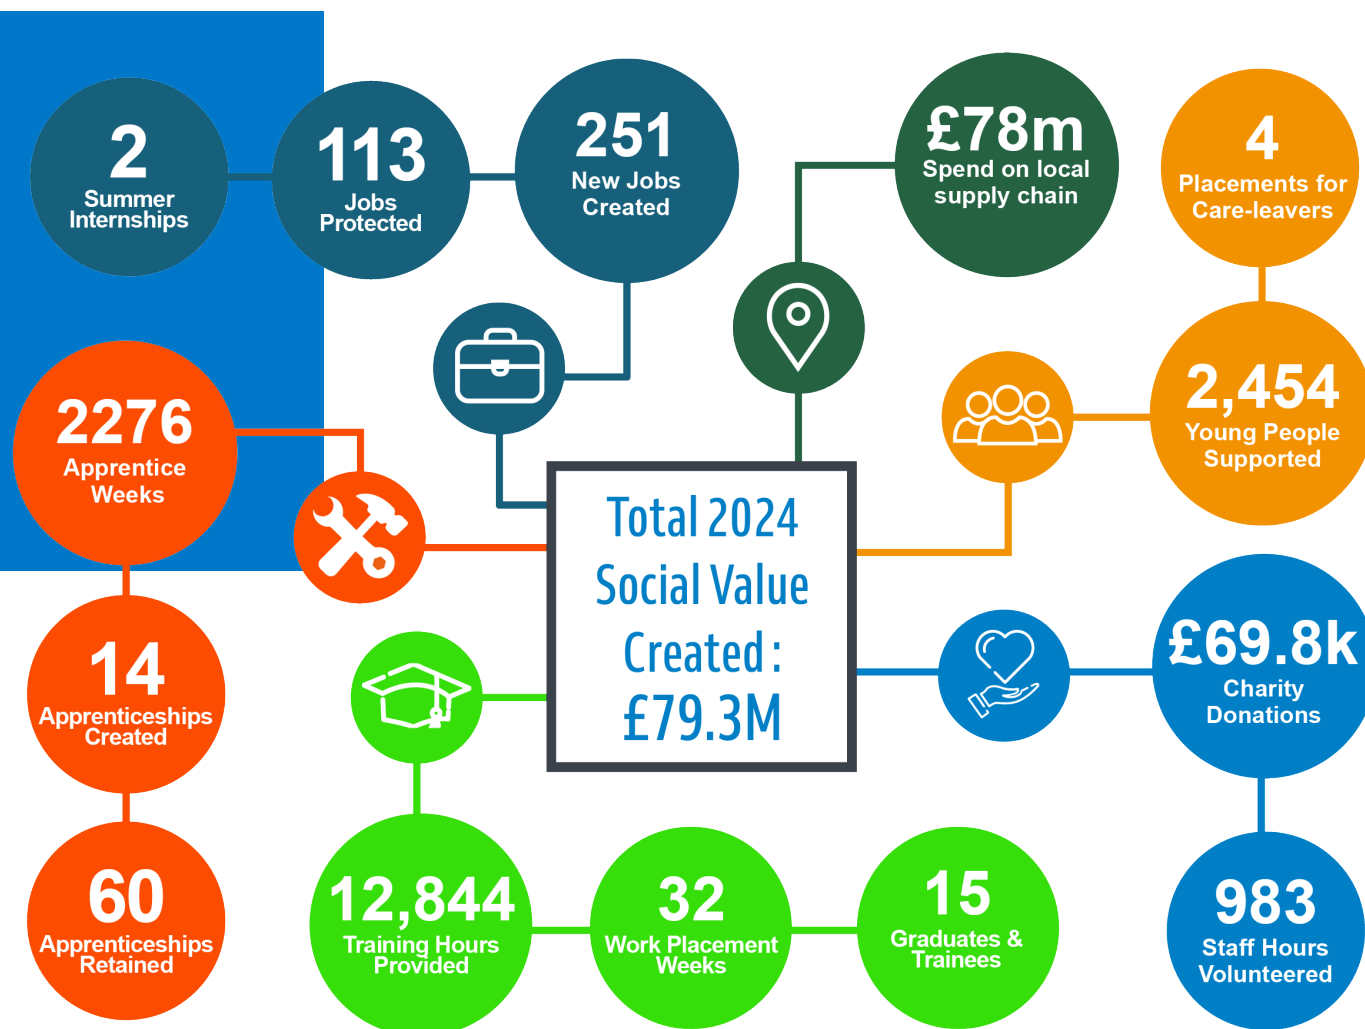 2
Summer
Internships
113
Jobs
Protected
251
New Jobs
Created
£78m
Spend on local
supply chain
4
Placements for
Care-leavers
2276
Apprentice
Weeks
2,454
Young People
Supported
Total 2024
Social Value
Created :
£79.3M
14
Apprenticeships
Created
£69.8k
Charity
Donations
60
Apprenticeships
Retained
12,844
Training Hours
Provided
32
Work Placement
Weeks
15
Graduates &
Trainees
983
Staff Hours
Volunteered